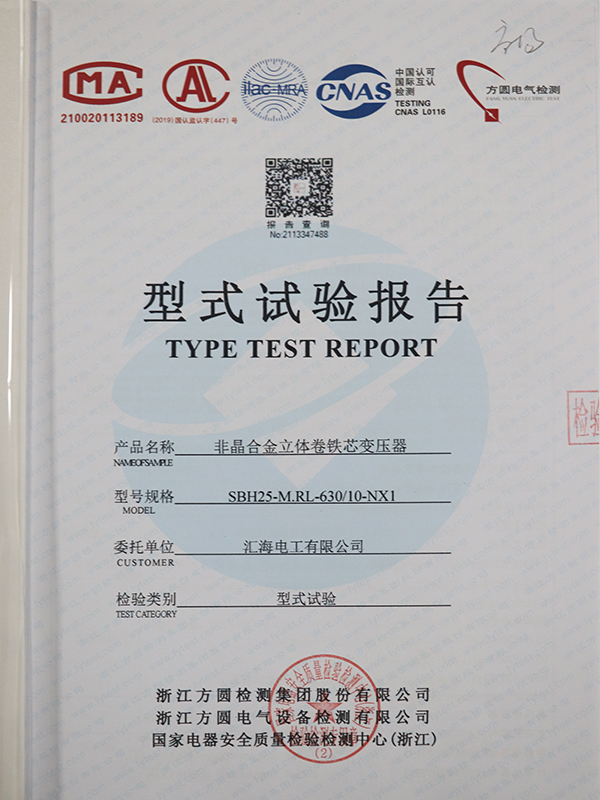 MA
210020113189
AL
(2019)国认监认字(447)号
ilac-MRA
CNAS
中国认可
国际互认
检测
TESTING
CNAS L0116
方圆电气检测
报告查询
No:2113347488
型式试验报告
TYPE TEST REPORT
产品名称 非晶合金立体卷铁芯变压器
NAMEOFSAMPLE
型号规格 SBH25-M.RL-630/10-NX1
MODEL
委托单位 汇海电工有限公司
CUSTOMER
检验类别 型式试验
TEST CATEGORY
检验
浙江方圆检测集团股份有限公司
浙江方圆电气设备检测有限公司
国家电器安全质量检验检测中心(浙江)
(2)